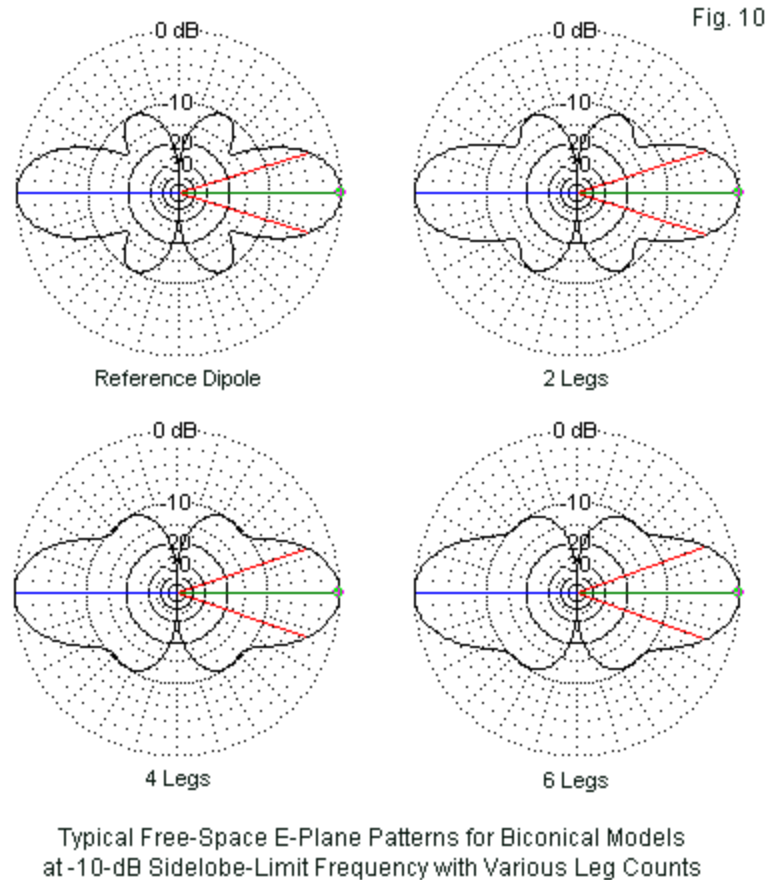 Fig. 10
0 dB
-10
20
30
Reference Dipole
0 dB
-10
20
30
2 Legs
0 dB
-10
20
30
4 Legs
0 dB
-10
20
30
6 Legs
Typical Free-Space E-Plane Patterns for Biconical Models
at -10-dB Sidelobe-Limit Frequency with Various Leg Counts